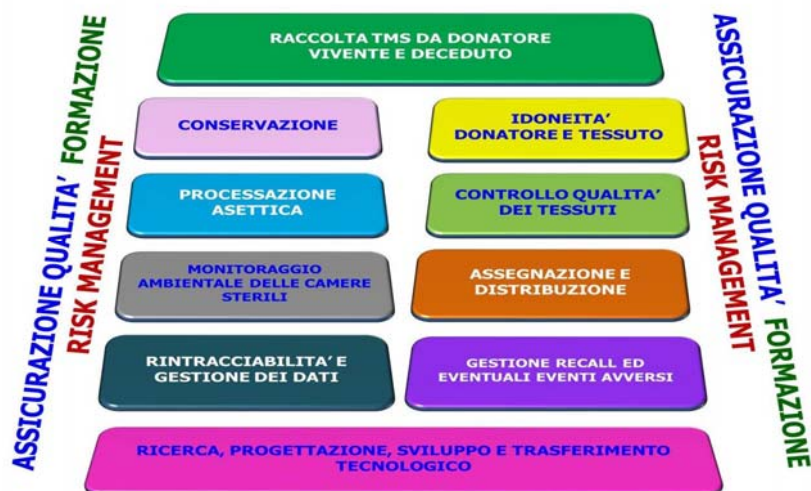 RACCOLTA TMS DA DONATORE
VIVENTE E DECEDUTO
CONSERVAZIONE
IDONEITA’
DONATORE E TESSUTO
PROCESSAZIONE
ASETTICA
CONTROLLO QUALITA’
DEI TESSUTI
MONITORAGGIO
AMBIENTALE DELLE CAMERE
STERILI
ASSEGNAZIONE E
DISTRIBUZIONE
RINTRACCIABILITA’ E
GESTIONE DEI DATI
GESTIONE RECALL ED
EVENTUALI EVENTI AVVERSI
RICERCA, PROGETTAZIONE, SVILUPPO E TRASFERIMENTO
TECNOLOGICO
ASSICURAZIONE QUALITA’ FORMAZIONE
RISK MANAGEMENT
ASSICURAZIONE QUALITA’ FORMAZIONE
RISK MANAGEMENT